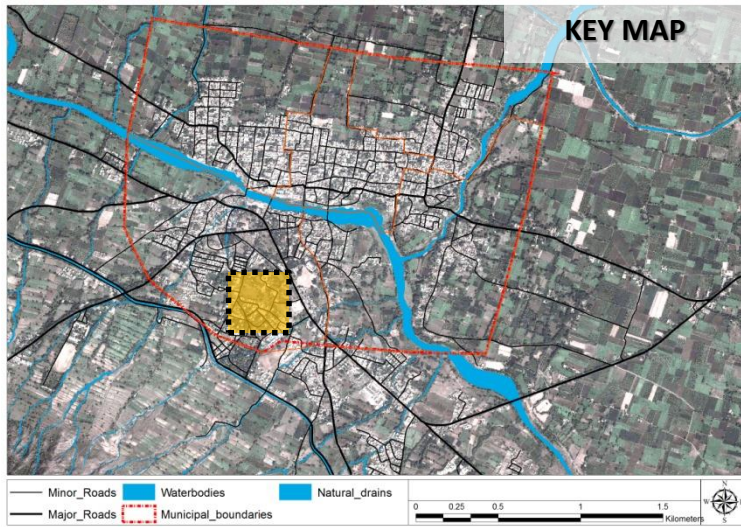 KEY MAP
Minor_Roads Waterbodies Natural_drains
Major_Roads Municipal_boundaries
0 0.25 0.5 1 1.5
Kilometers
N
W E
S